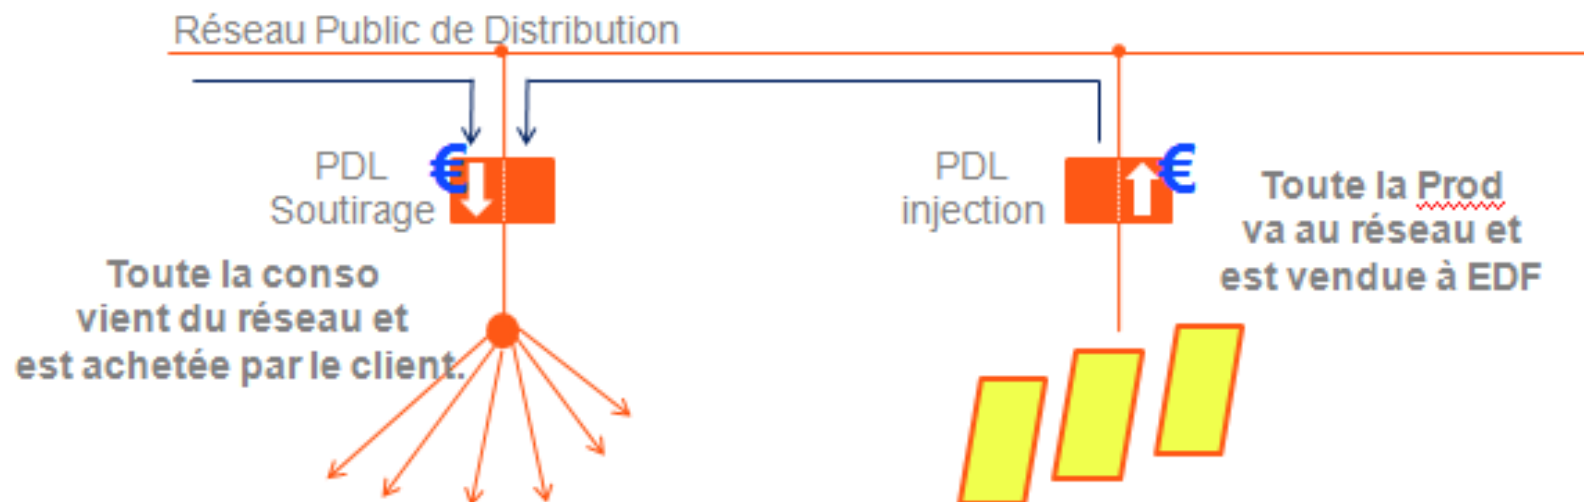 Réseau Public de Distribution
PDL
Soutirage
€
PDL
injection
€
Toute la Prod
va au réseau et
est vendue à EDF
Toute la conso
vient du réseau et
est achetée par le client.